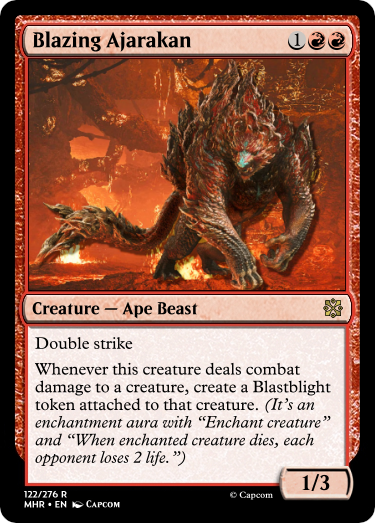 Blazing Ajarakan 1
Creature — Ape Beast
Double strike
Whenever this creature deals combat
damage to a creature, create a Blastblight
token attached to that creature. (It's an
enchantment aura with “Enchant creature”
and “When enchanted creature dies, each
opponent loses 2 life.”)
1/3
122/276 R
MHR • EN Capcom © Capcom